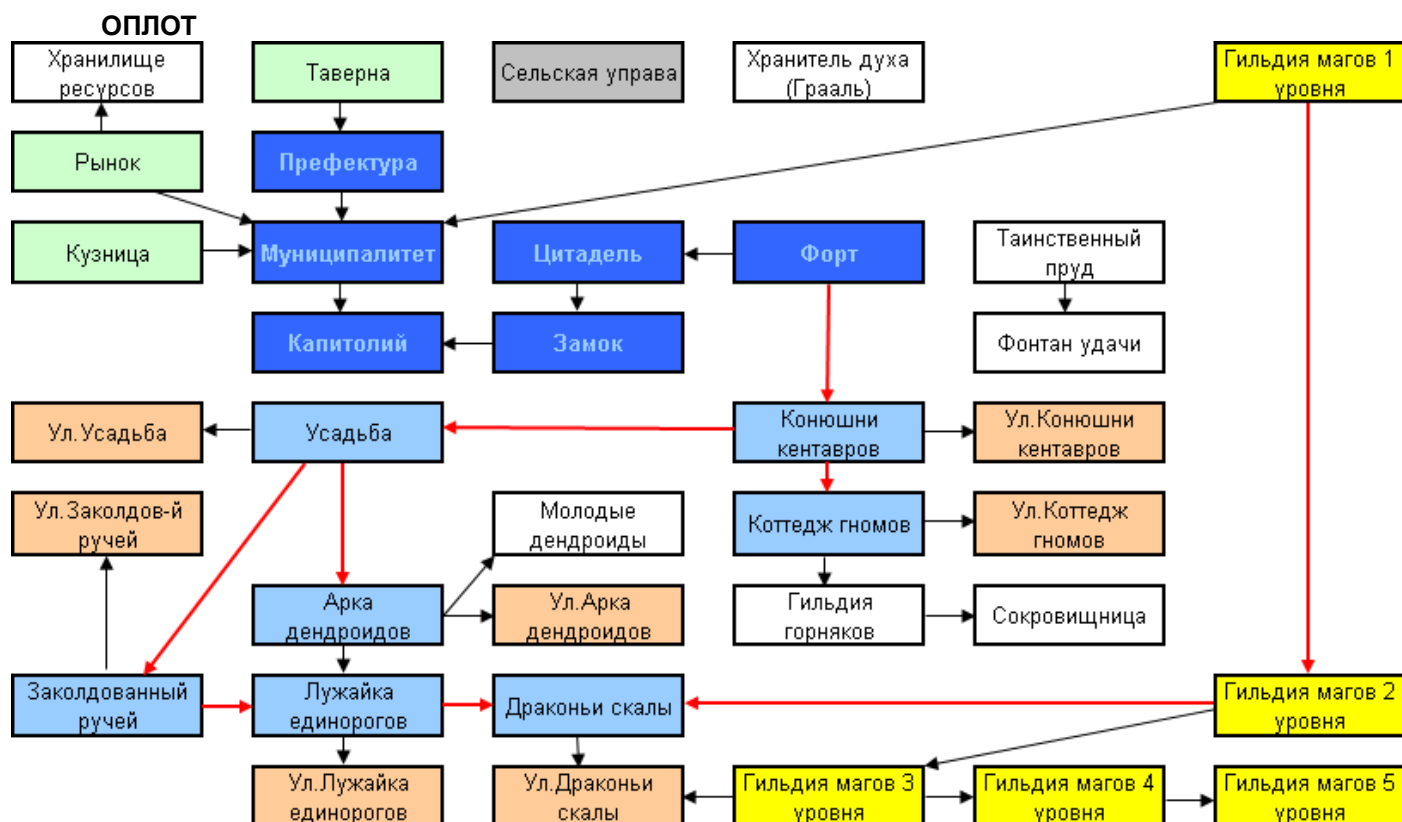 ОПЛОТ
Хранилище
ресурсов
Таверна
Сельская управа
Хранитель духа
(Грааль)
Гильдия магов 1
уровня
Рынок
Префектура
Кузница
Муниципалитет
Цитадель
Форт
Таинственный
пруд
Капитолий
Замок
Фонтан удачи
Ул.Усадьба
Усадьба
Конюшни
кентавров
Ул.Конюшни
кентавров
Ул.Заколдов-й
ручей
Молодые
дендроиды
Коттедж гномов
Ул.Коттедж
гномов
Арка
дендроидов
Ул.Арка
дендроидов
Гильдия
горняков
Сокровищница
Заколдованный
ручей
Лужайка
единорогов
Драконьи скалы
Гильдия магов 2
уровня
Ул.Лужайка
единорогов
Ул.Драконьи
скалы
Гильдия магов 3
уровня
Гильдия магов 4
уровня
Гильдия магов 5
уровня